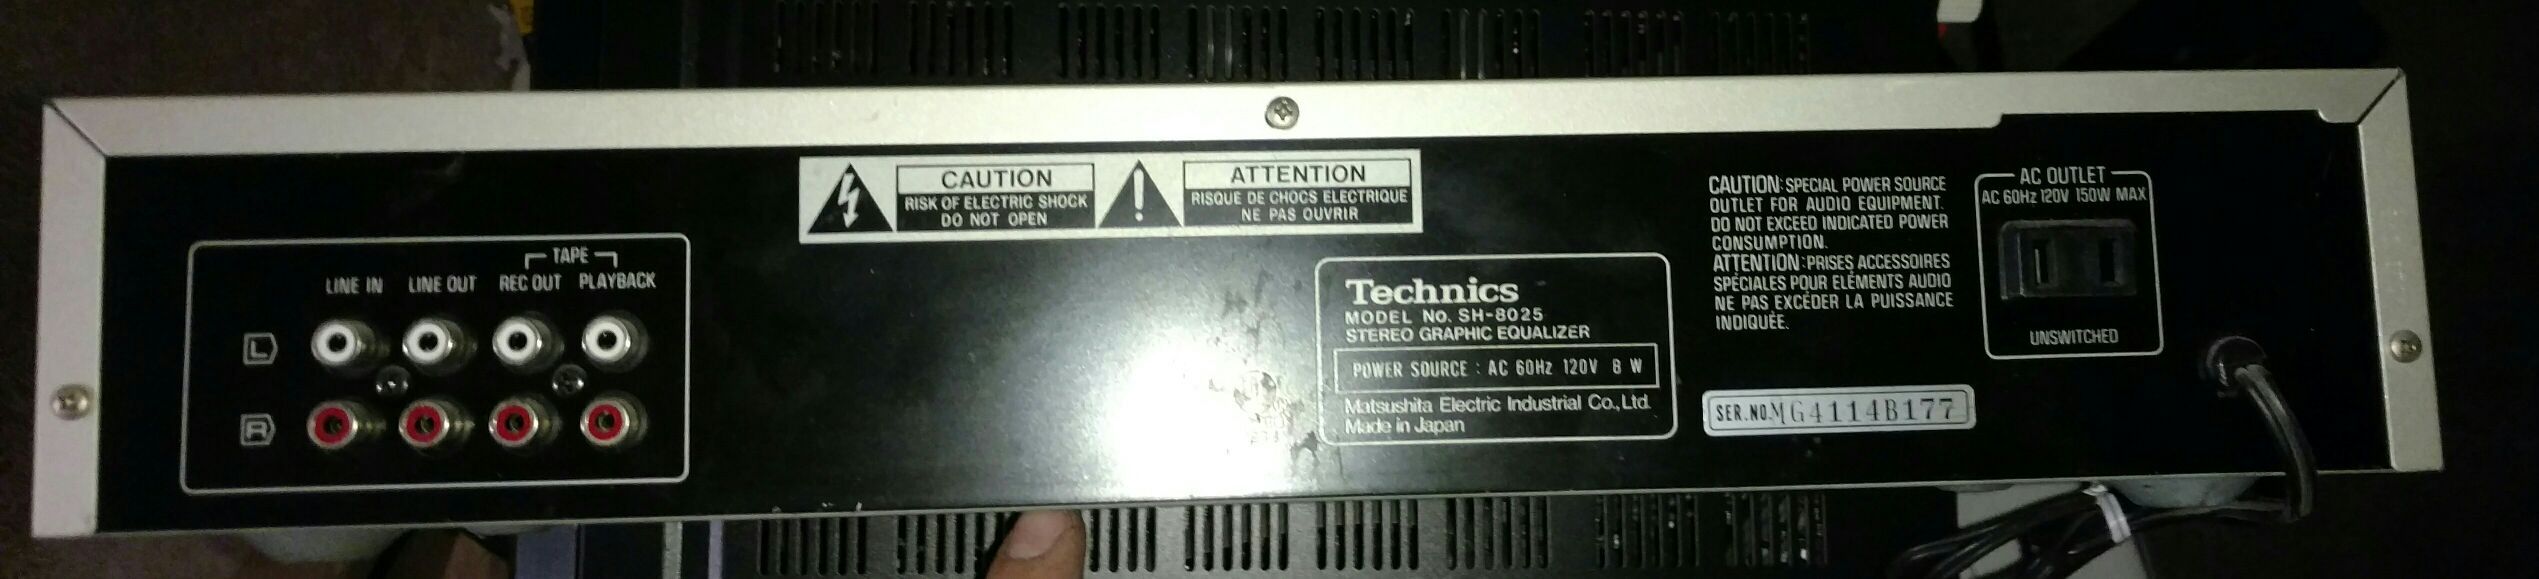 CAUTION
RISK OF ELECTRIC SHOCK
DO NOT OPEN
ATTENTION
RISQUE DE CHOCS ELECTRIQUE
NE PAS OUVRIR
TAPE
LINE IN LINE OUT REC OUT PLAYBACK
L
R
Technics
MODEL No. SH-8025
STEREO GRAPHIC EQUALIZER
POWER SOURCE : AC 60Hz 120V 8 W
Matsushita Electric Industrial Co., Ltd.
Made in Japan
CAUTION: SPECIAL POWER SOURCE
OUTLET FOR AUDIO EQUIPMENT.
DO NOT EXCEED INDICATED POWER
CONSUMPTION.
ATTENTION: PRISES ACCESSOIRES
SPÉCIALES POUR ELÉMENTS AUDIO
NE PAS EXCÉDER LA PUISSANCE
INDIQUÉE.
AC OUTLET
AC 60Hz 120V 150W MAX
UNSWITCHED
SER.NO.MG4114B177